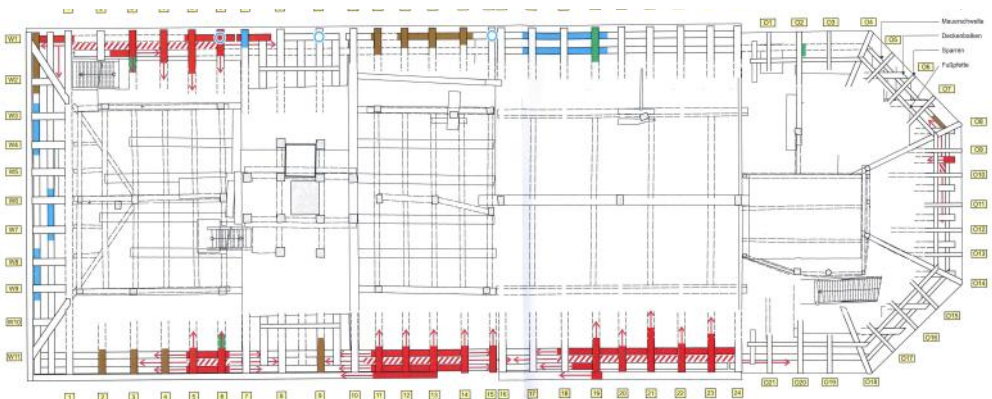 O1 O2 O3 O4
Mauerschwelle
Deckenbalken
Sparren
Fußpfette
W1
W2
W3
W4
W5
W6
W7
W8
W9
W10
W11
O5
O6
O7
O8
O9
O10
O11
O12
O13
O14
O15
O16
O17
1 2 3 4 5 6 7 8 9 10 11 12 13 14 15 16 17 18 19 20 21 22 23 24 O21 O20 O19 O18